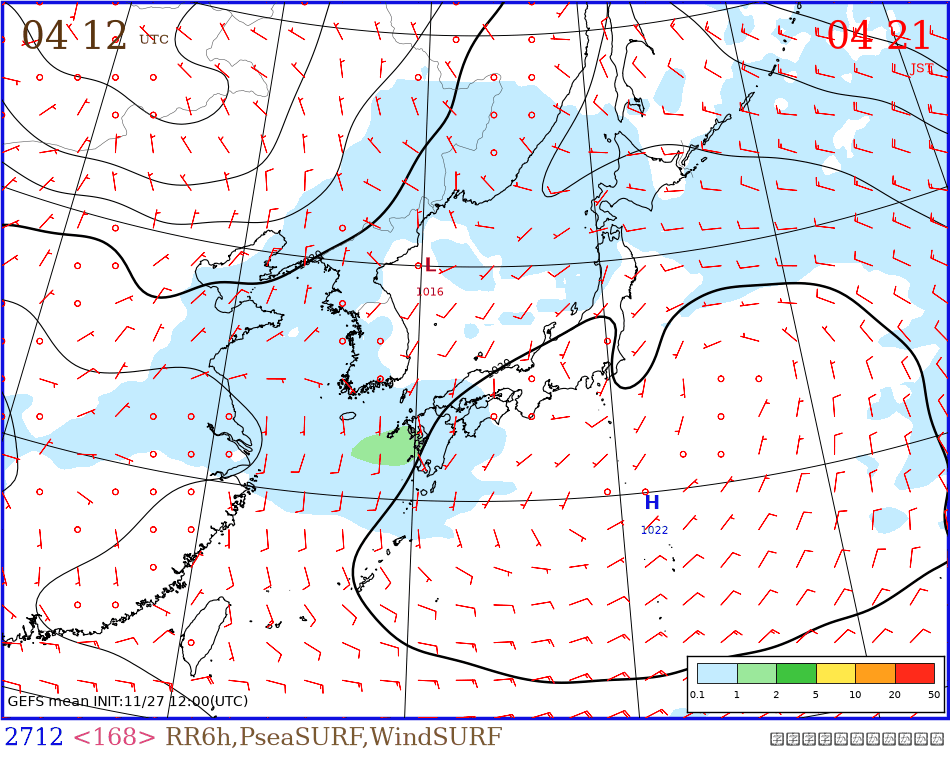 04 12 UTC
04 21
JST
L
1016
H
1022
0.1 1 2 5 10 20 50
GEFS mean INIT:11/27 12:00(UTC)
2712 <168> RR6h,PseaSURF,WindSURF